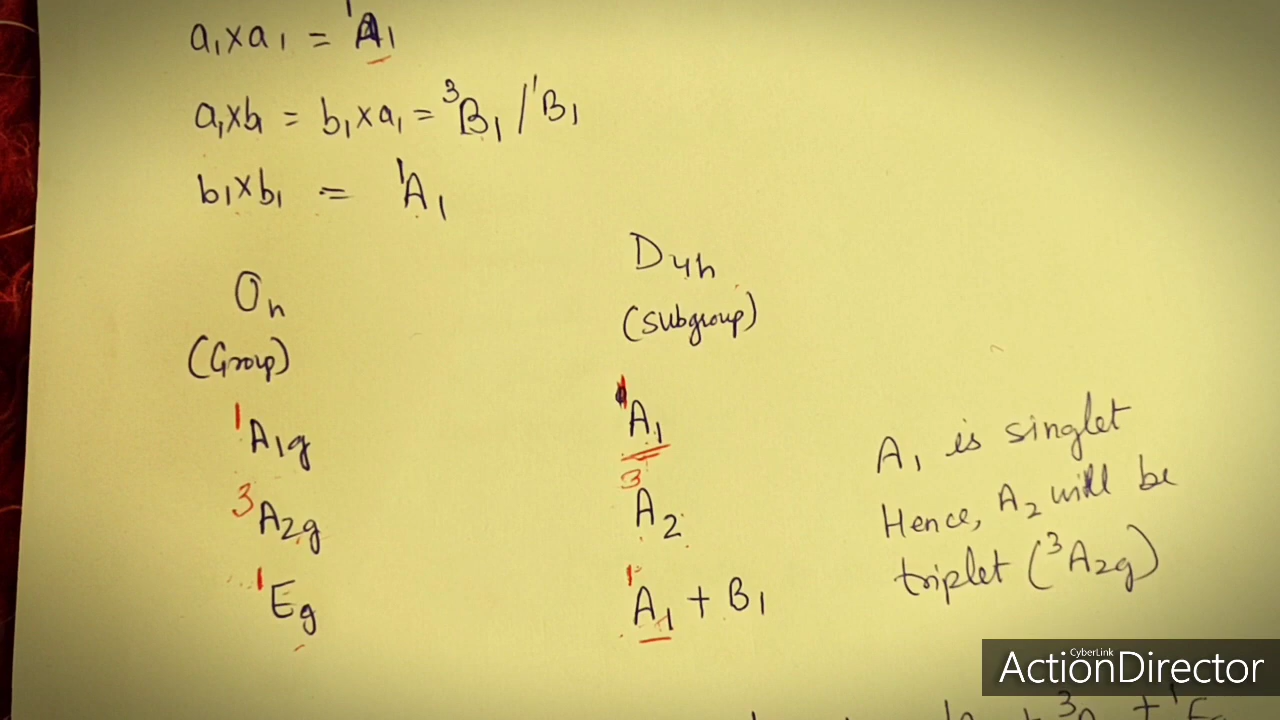 a₁ x a₁ = ¹A₁
a₁ x b₁ = b₁ x a₁ = ³B₁ / ¹B₁
b₁ x b₁ = ¹A₁
Oh D4h
(Group) (subgroup)
¹A₁g ¹A₁
³A₂g ³A₂
¹Eg ¹A₁ + B₁
A₁ is singlet
Hence, A₂ will be
triplet (³A₂g)
CyberLink
ActionDirector